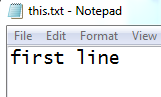 this.txt - Notepad
File Edit Format View
first line